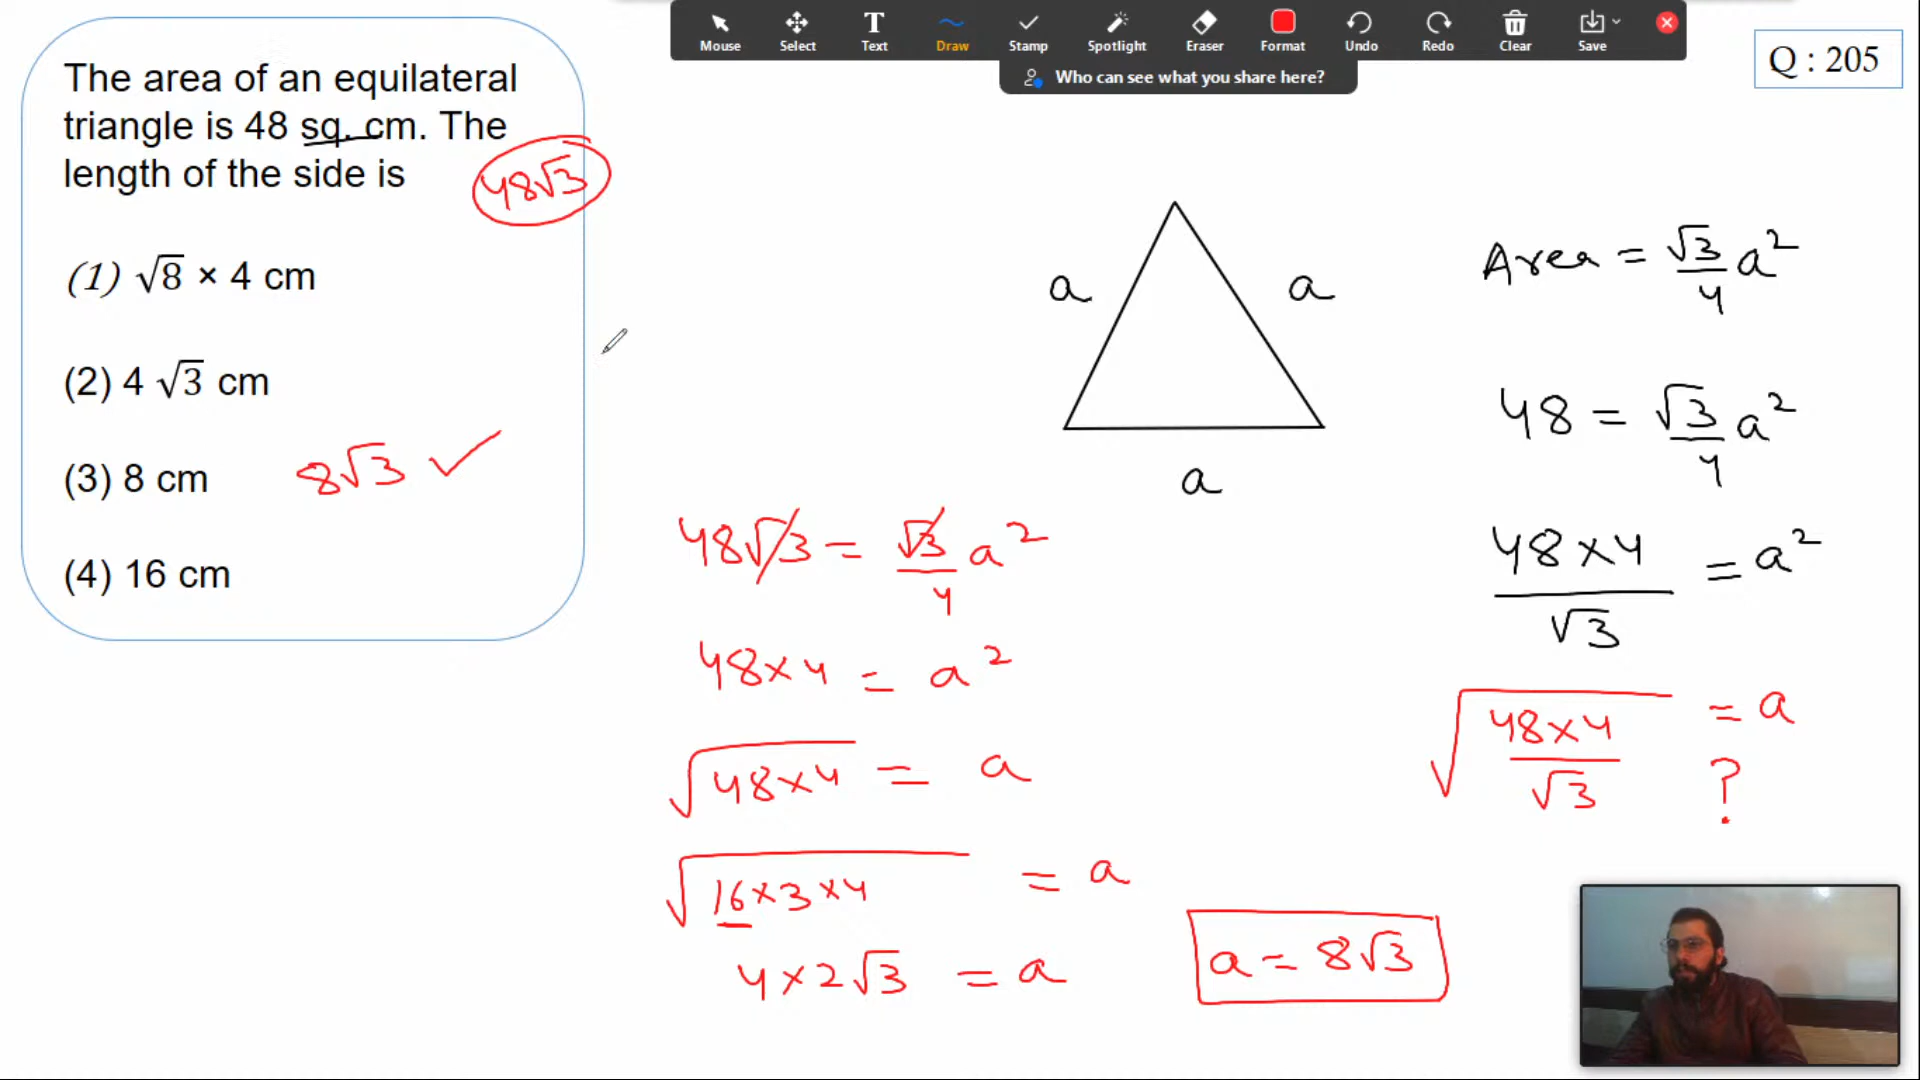 Mouse Select Text Draw Stamp Spotlight Eraser Format Undo Redo Clear Save
Who can see what you share here?
Q : 205
The area of an equilateral
triangle is 48 sq. cm. The
length of the side is
48√3
(1) √8 × 4 cm
(2) 4 √3 cm
(3) 8 cm
8√3 ✓
(4) 16 cm
a
a
a
Area = √3/4 a²
48 = √3/4 a²
48×4/√3 = a²
√(48×4/√3) = a
?
48√3 = √3/4 a²
48×4 = a²
√(48×4) = a
√(16×3×4) = a
4×2√3 = a
a = 8√3